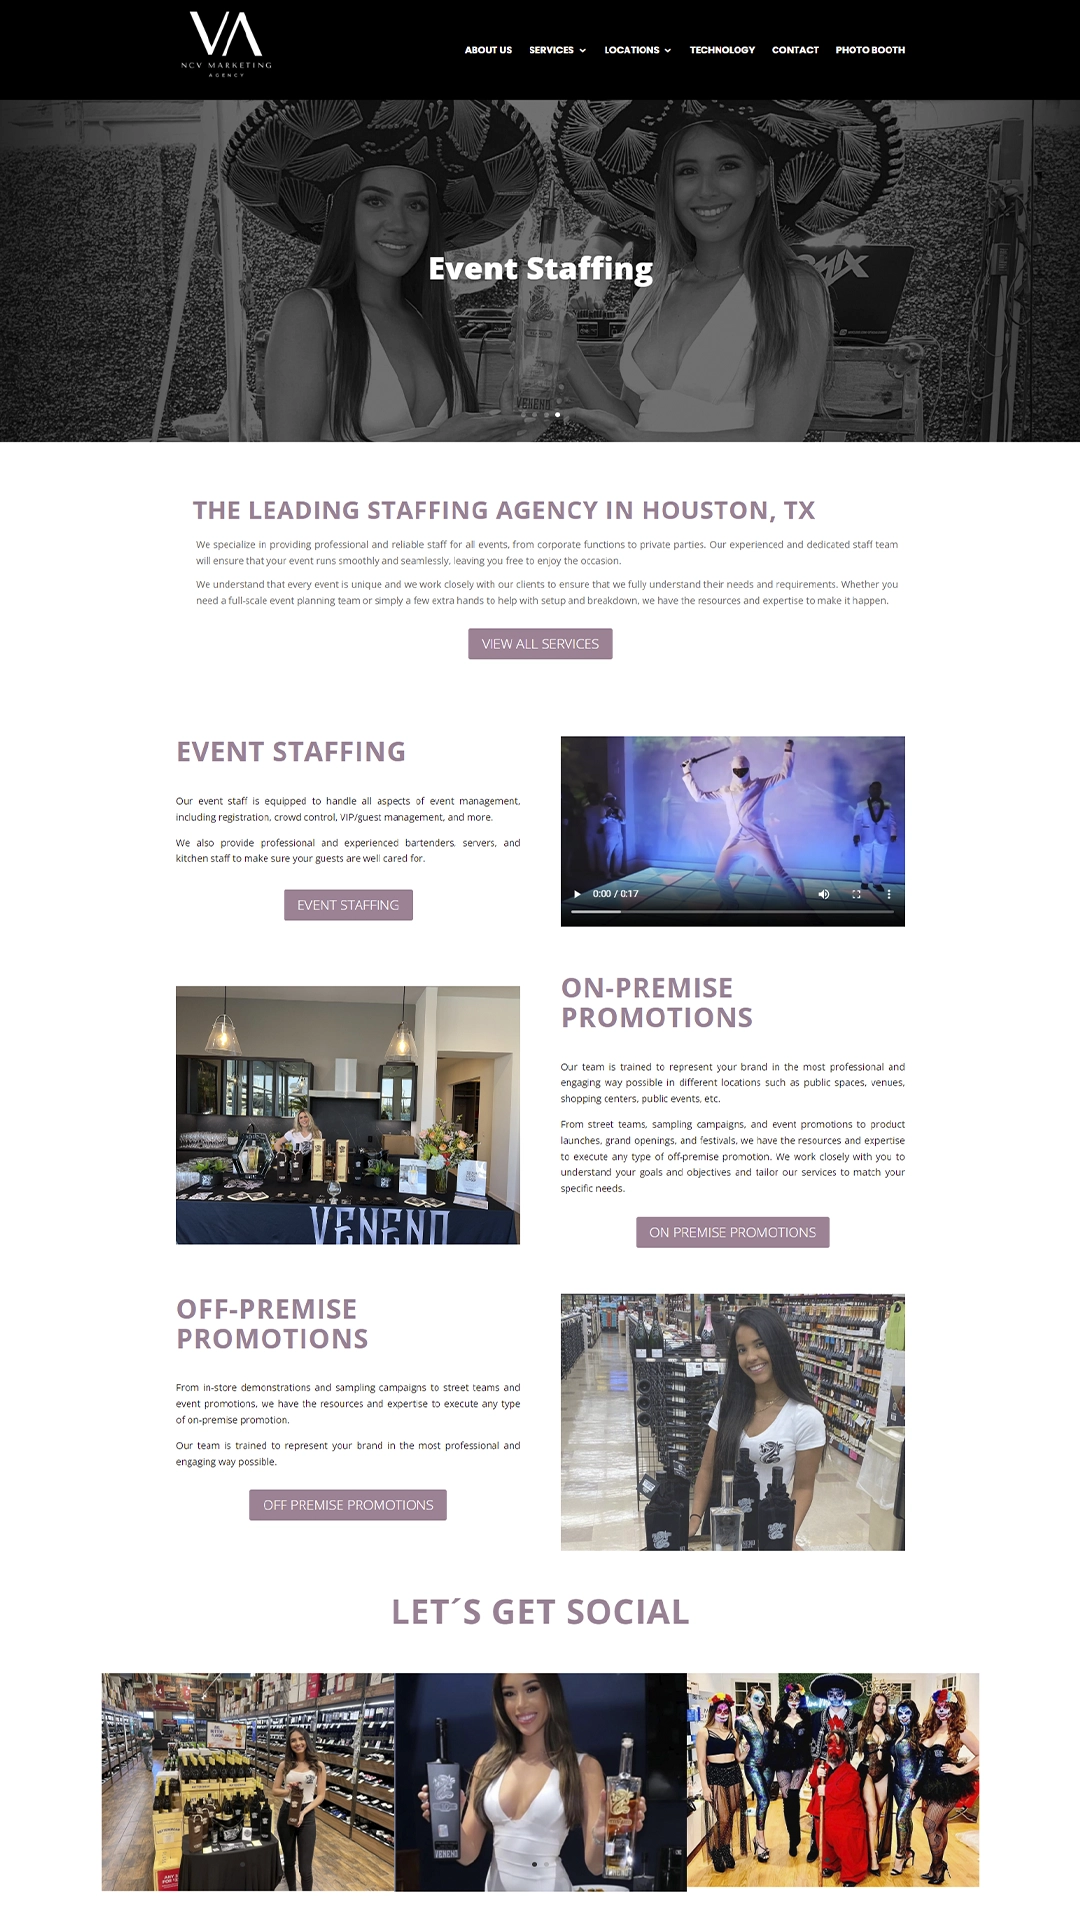 VA
NCV MARKETING
AGENCY
ABOUT US
SERVICES
LOCATIONS
TECHNOLOGY
CONTACT
PHOTO BOOTH
Event Staffing
VENENO
THE LEADING STAFFING AGENCY IN HOUSTON, TX
We specialize in providing professional and reliable staff for all events, from corporate functions to private parties. Our experienced and dedicated staff team
will ensure that your event runs smoothly and seamlessly, leaving you free to enjoy the occasion.
We understand that every event is unique and we work closely with our clients to ensure that we fully understand their needs and requirements. Whether you
need a full-scale event planning team or simply a few extra hands to help with setup and breakdown, we have the resources and expertise to make it happen.
VIEW ALL SERVICES
EVENT STAFFING
Our event staff is equipped to handle all aspects of event management,
including registration, crowd control, VIP/guest management, and more.
We also provide professional and experienced bartenders, servers, and
kitchen staff to make sure your guests are well cared for.
EVENT STAFFING
0:00 / 0:17
ON-PREMISE
PROMOTIONS
Our team is trained to represent your brand in the most professional and
engaging way possible in different locations such as public spaces, venues,
shopping centers, public events, etc.
From street teams, sampling campaigns, and event promotions to product
launches, grand openings, and festivals, we have the resources and expertise
to execute any type of off-premise promotion. We work closely with you to
understand your goals and objectives and tailor our services to match your
specific needs.
ON PREMISE PROMOTIONS
VENENO
OFF-PREMISE
PROMOTIONS
From in-store demonstrations and sampling campaigns to street teams and
event promotions, we have the resources and expertise to execute any type
of on-premise promotion.
Our team is trained to represent your brand in the most professional and
engaging way possible.
OFF PREMISE PROMOTIONS
LET´S GET SOCIAL
VENENO
VENENO